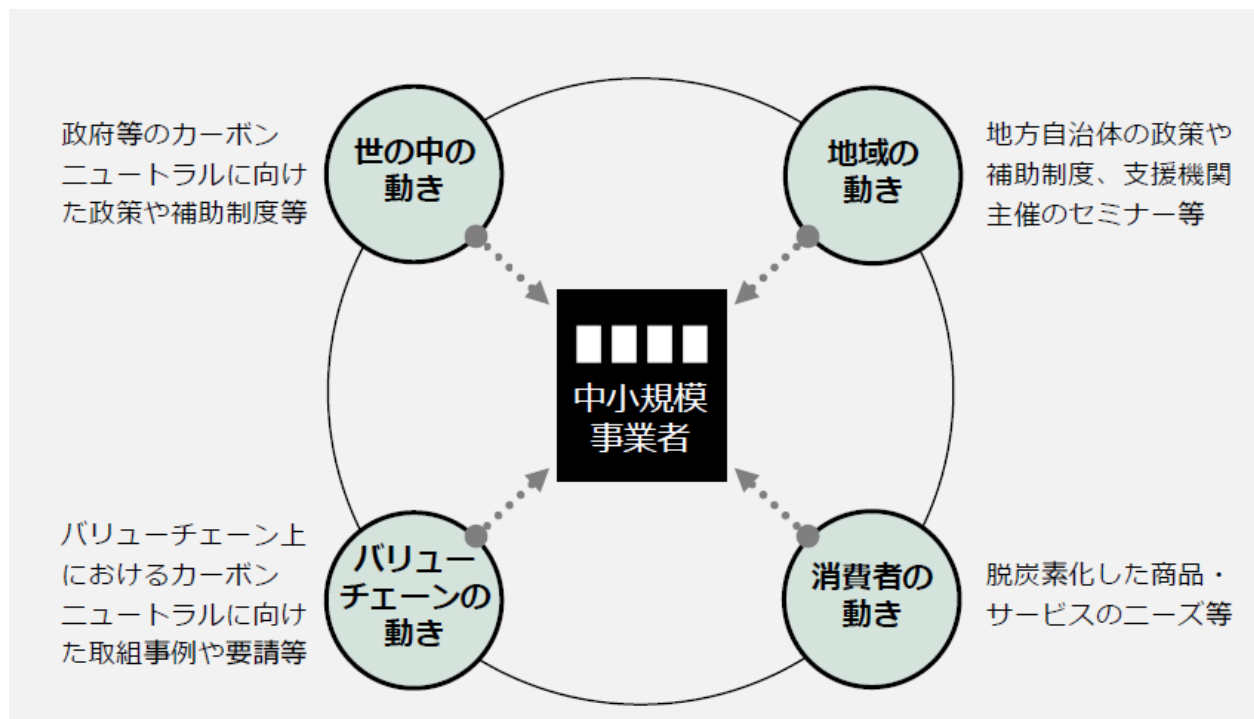 政府等のカーボン
ニュートラルに向け
た政策や補助制度等
世の中の
動き
地域の
動き
地方自治体の政策や
補助制度、支援機関
主催のセミナー等
中小規模
事業者
バリューチェーン上
におけるカーボン
ニュートラルに向け
た取組事例や要請等
バリュー
チェーンの
動き
消費者の
動き
脱炭素化した商品・
サービスのニーズ等